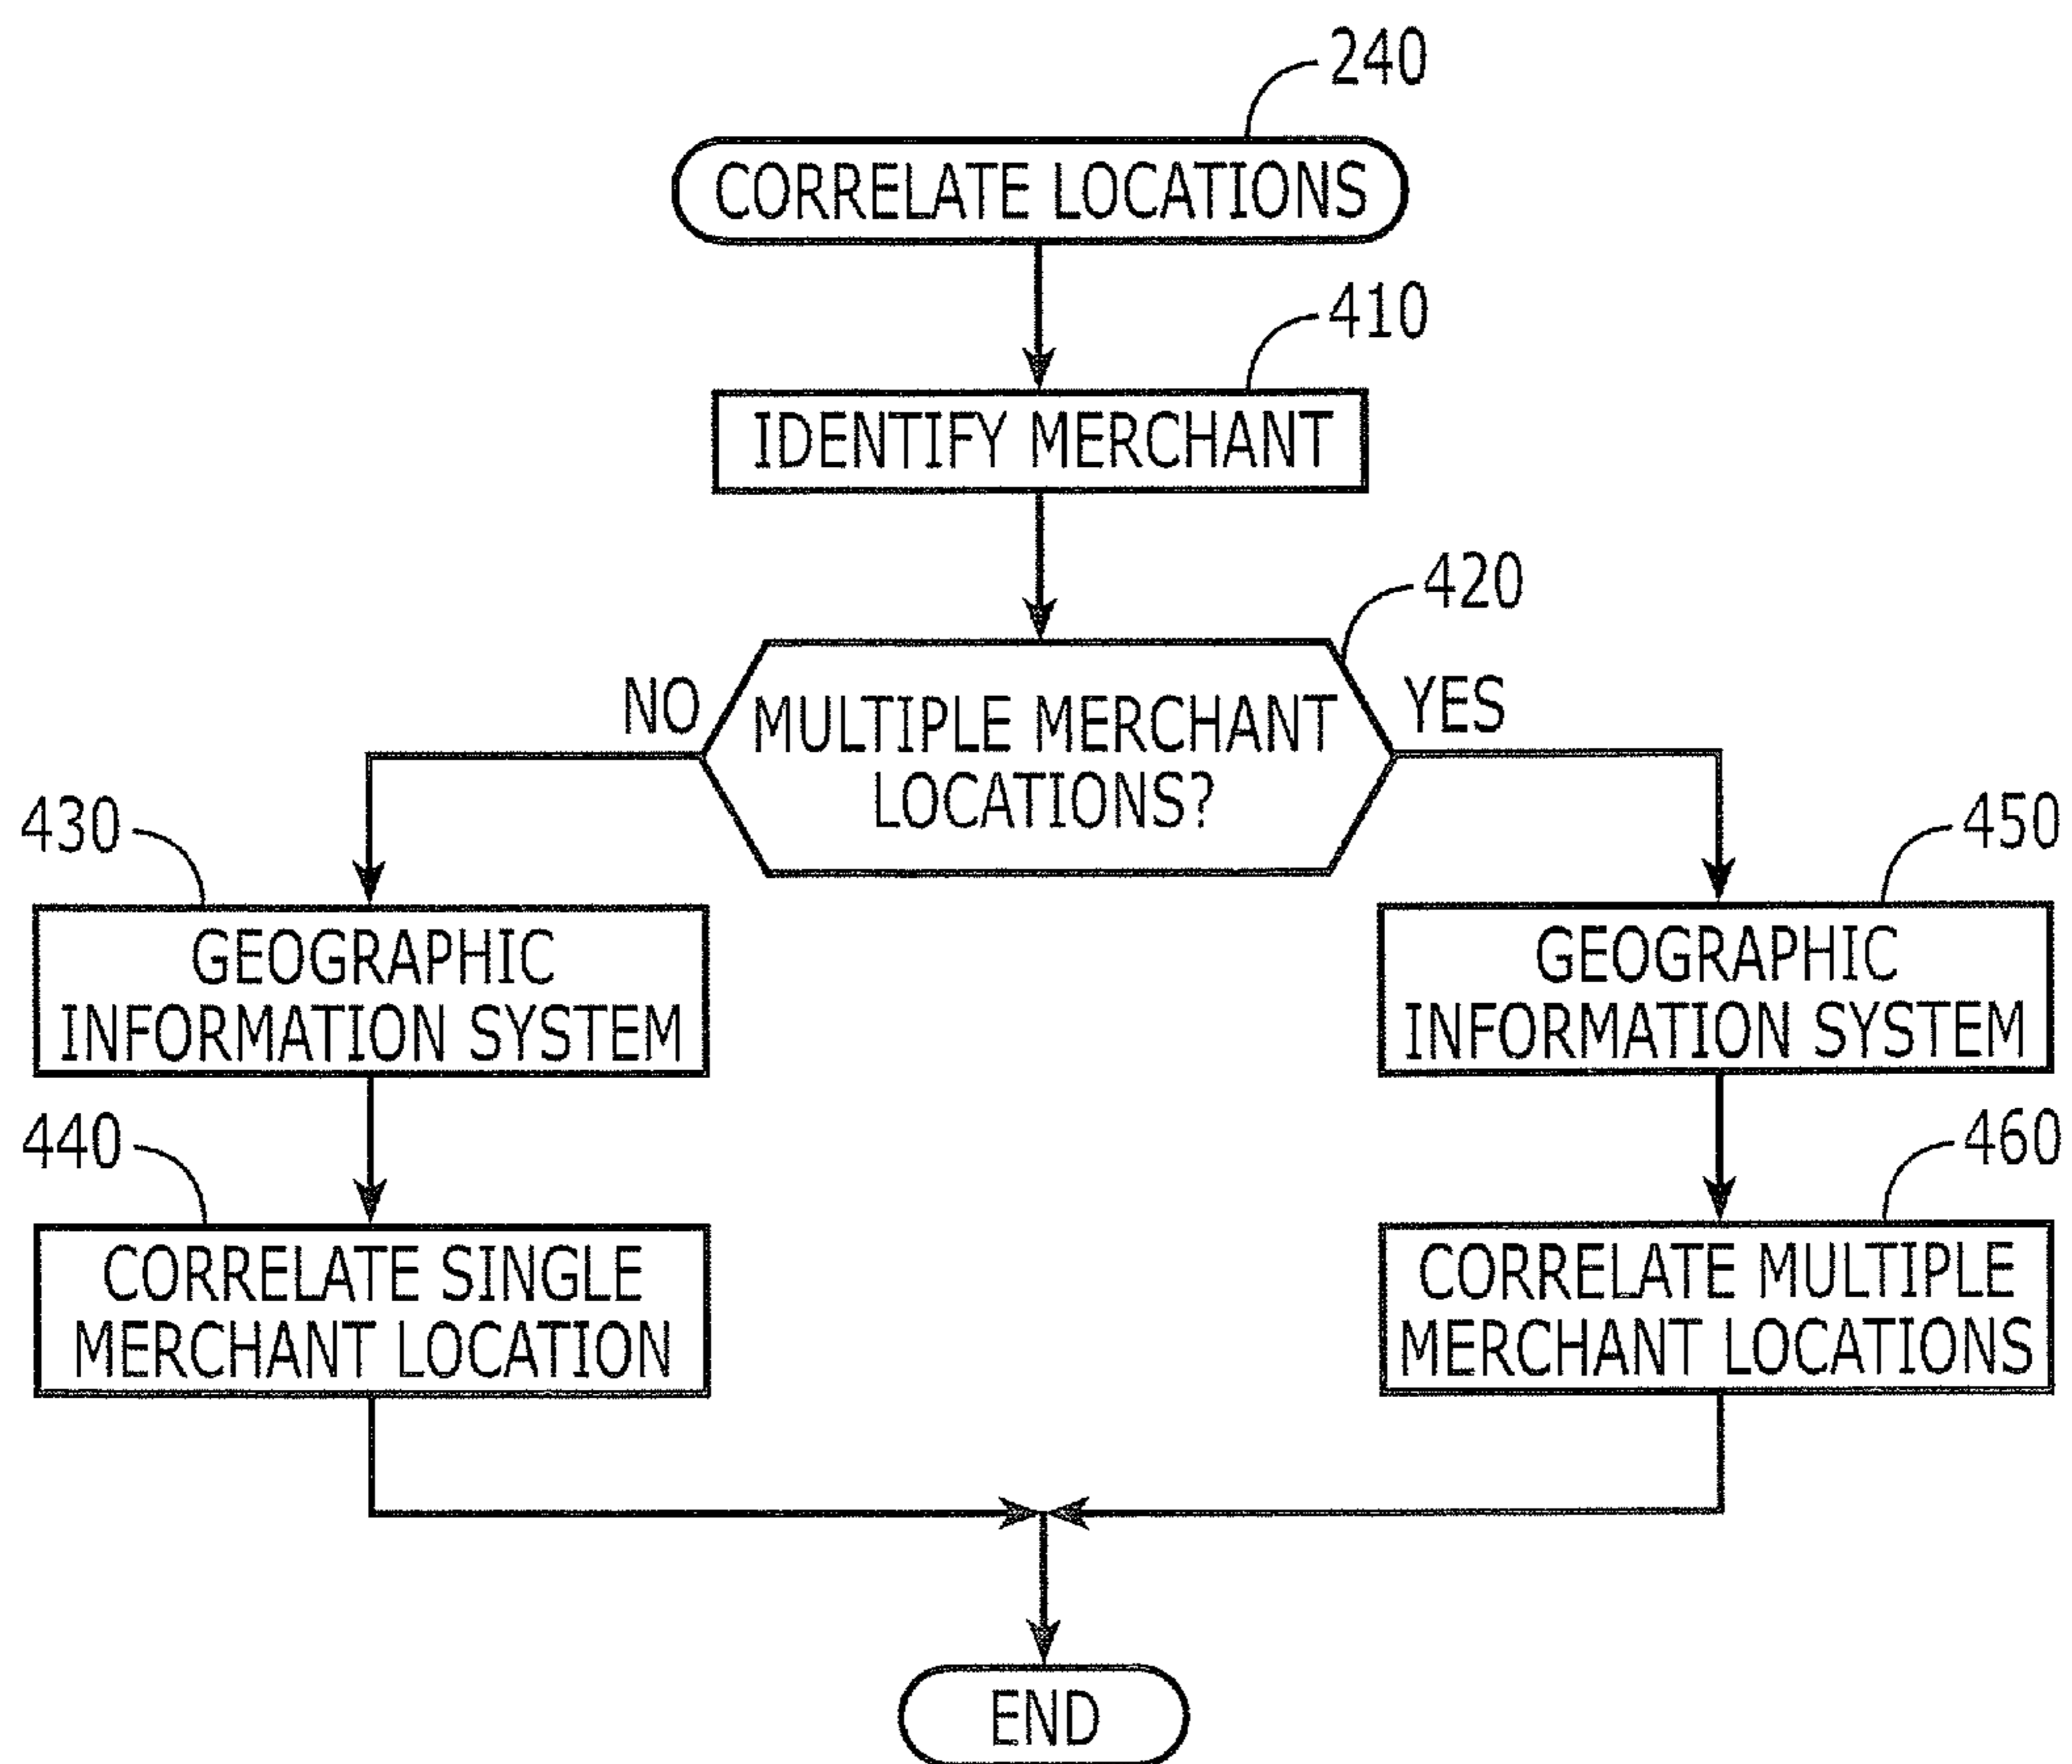 240
CORRELATE LOCATIONS
410
IDENTIFY MERCHANT
420
NO
YES
MULTIPLE MERCHANT
LOCATIONS?
430
GEOGRAPHIC
INFORMATION SYSTEM
450
GEOGRAPHIC
INFORMATION SYSTEM
440
CORRELATE SINGLE
MERCHANT LOCATION
460
CORRELATE MULTIPLE
MERCHANT LOCATIONS
END